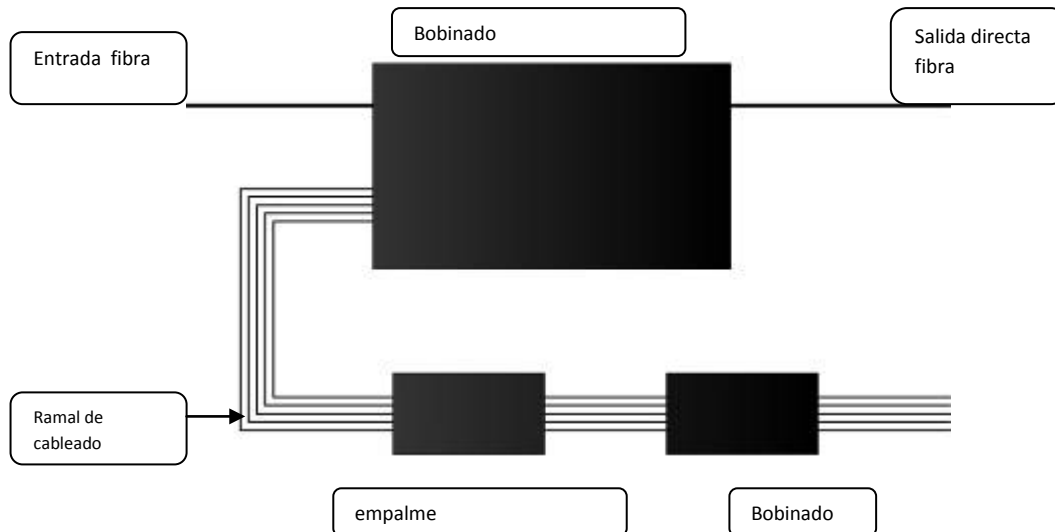 Bobinado
Entrada fibra
Salida directa
fibra
Ramal de
cableado
empalme
Bobinado